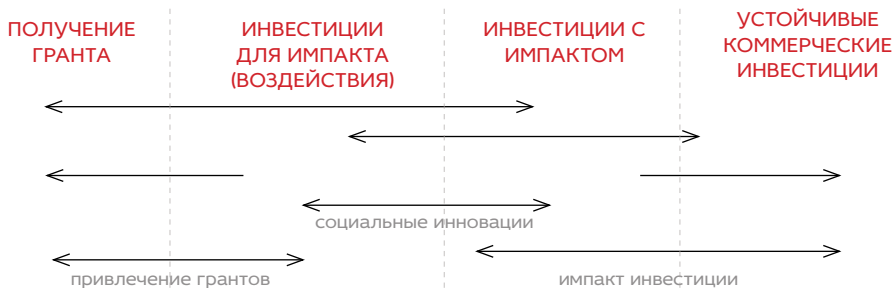 ПОЛУЧЕНИЕ
ГРАНТА
ИНВЕСТИЦИИ
ДЛЯ ИМПАКТА
(ВОЗДЕЙСТВИЯ)
ИНВЕСТИЦИИ С
ИМПАКТОМ
УСТОЙЧИВЫЕ
КОММЕРЧЕСКИЕ
ИНВЕСТИЦИИ
социальные инновации
привлечение грантов
импакт инвестиции